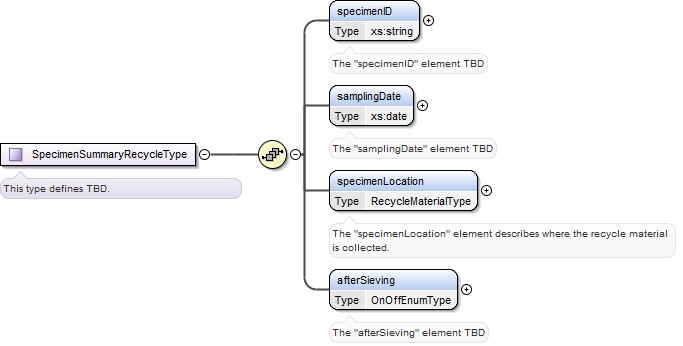 specimenID
Type xs:string
The "specimenID" element TBD
samplingDate
Type xs:date
The "samplingDate" element TBD
SpecimenSummaryRecycleType
This type defines TBD.
specimenLocation
Type RecycleMaterialType
The "specimenLocation" element describes where the recycle material
is collected.
afterSieving
Type OnOffEnumType
The "afterSieving" element TBD